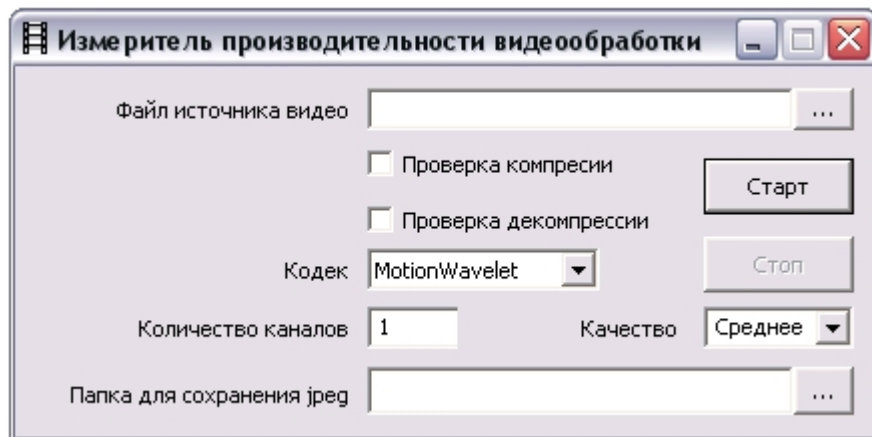 Измеритель производительности видеообработки
Файл источника видео ...
Проверка компресии
Старт
Проверка декомпрессии
Кодек MotionWavelet
Стоп
Количество каналов 1 Качество Среднее
Папка для сохранения jpeg ...